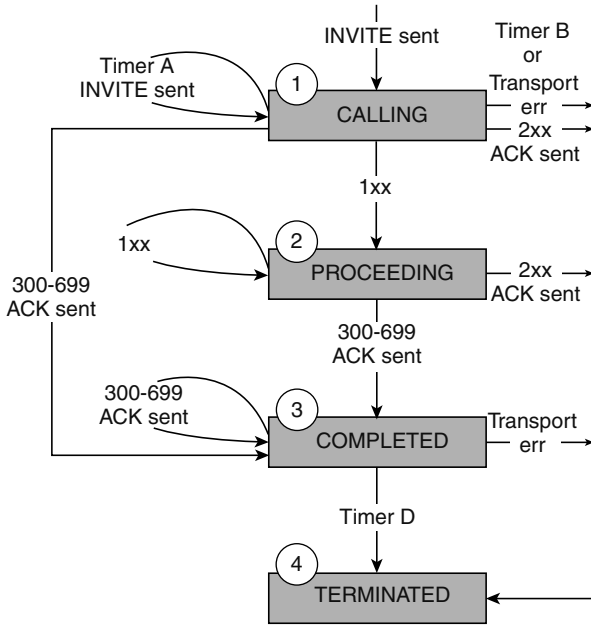 INVITE sent
Timer B
or
Transport
err
Timer A
INVITE sent
1
CALLING
2xx
ACK sent
1xx
2
1xx
PROCEEDING
2xx
ACK sent
300-699
ACK sent
300-699
ACK sent
300-699
ACK sent
3
COMPLETED
Transport
err
Timer D
4
TERMINATED